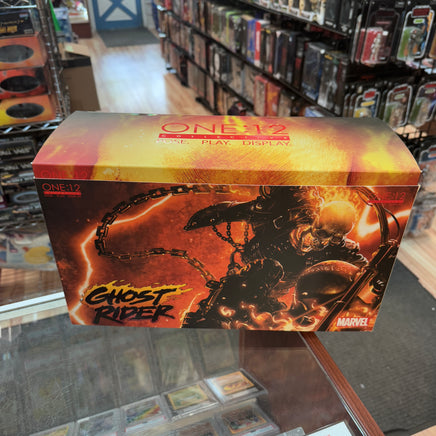 ONE:12
COLLECTIVE
POSE. PLAY. DISPLAY.
ONE:12
GHOST
RIDER
MARVEL